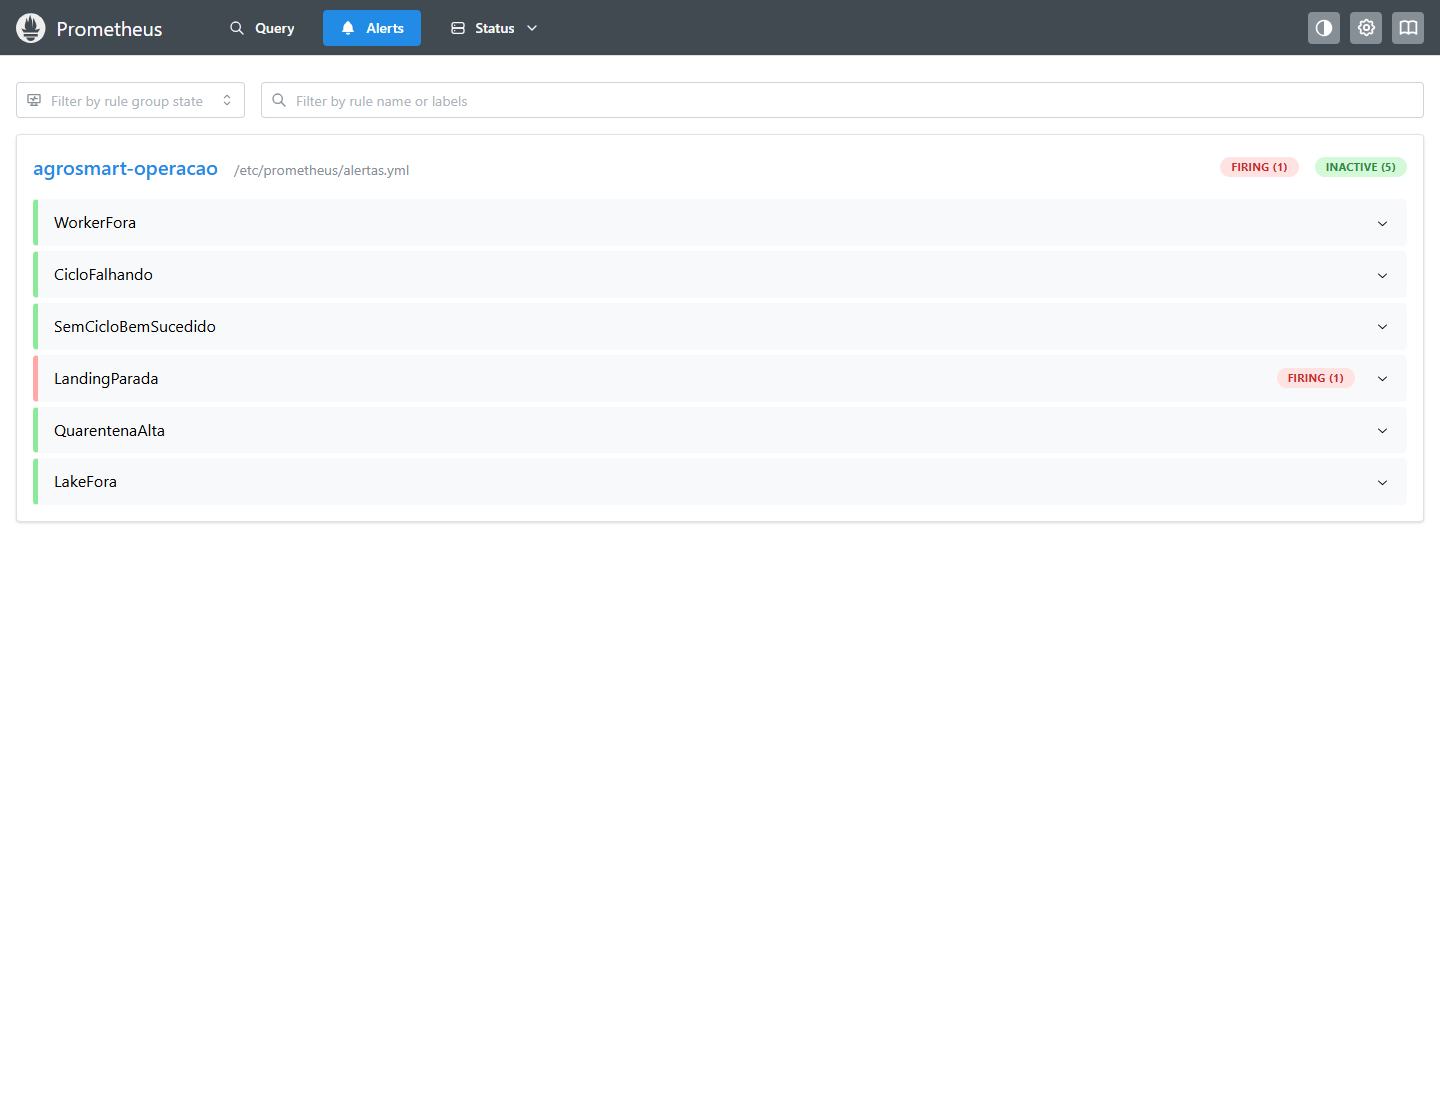 Prometheus Query Alerts Status
Filter by rule group state Filter by rule name or labels
agrosmart-operacao /etc/prometheus/alertas.yml FIRING (1) INACTIVE (5)
WorkerFora
CicloFalhando
SemCicloBemSucedido
LandingParada FIRING (1)
QuarentenaAlta
LakeFora